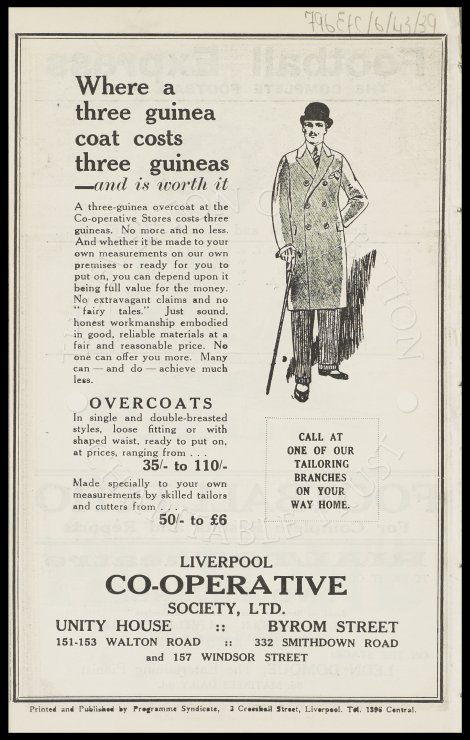 796EFC/6/43/39
Where a
three guinea
coat costs
three guineas
—and is worth it
A three-guinea overcoat at the
Co-operative Stores costs three
guineas. No more and no less.
And whether it be made to your
own measurements on our own
premises or ready for you to
put on, you can depend upon it
being full value for the money.
No extravagant claims and no
"fairy tales." Just sound,
honest workmanship embodied
in good, reliable materials at a
fair and reasonable price. No
one can offer you more. Many
can — and do — achieve much
less.
OVERCOATS
In single and double-breasted
styles, loose fitting or with
shaped waist, ready to put on,
at prices, ranging from . . .
35/- to 110/-
Made specially to your own
measurements by skilled tailors
and cutters from . . .
50/- to £6
CALL AT
ONE OF OUR
TAILORING
BRANCHES
ON YOUR
WAY HOME.
LIVERPOOL
CO-OPERATIVE
SOCIETY, LTD.
UNITY HOUSE :: BYROM STREET
151-153 WALTON ROAD :: 332 SMITHDOWN ROAD
and 157 WINDSOR STREET
Printed and Published by Programme Syndicate, 3 Crosshall Street, Liverpool. Tel. 1396 Central.